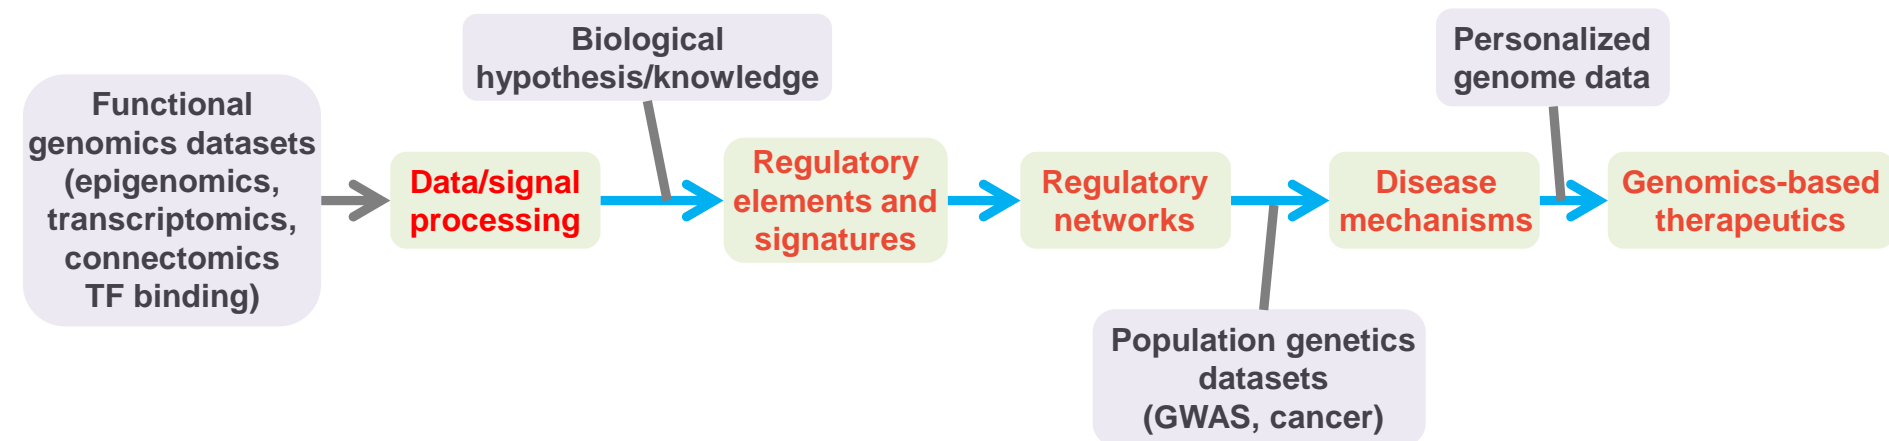 Functional
genomics datasets
(epigenomics,
transcriptomics,
connectomics
TF binding)
Data/signal
processing
Biological
hypothesis/knowledge
Regulatory
elements and
signatures
Regulatory
networks
Population genetics
datasets
(GWAS, cancer)
Disease
mechanisms
Personalized
genome data
Genomics-based
therapeutics